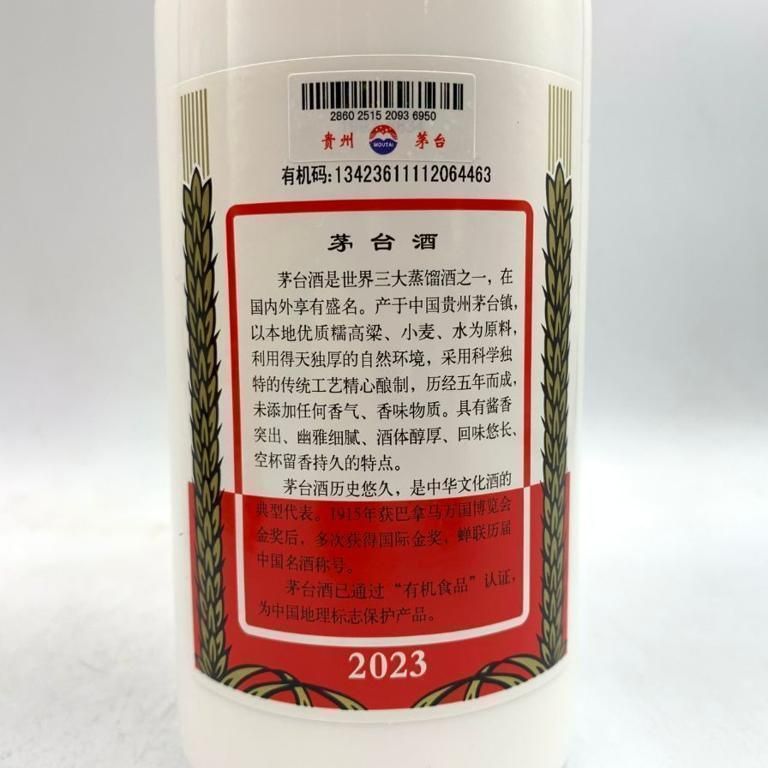 2860 2515 2093 6950
贵州 MOUTAI 茅台
有机码:13423611112064463
茅台酒
茅台酒是世界三大蒸馏酒之一，在
国内外享有盛名。产于中国贵州茅台镇，
以本地优质糯高粱、小麦、水为原料，
利用得天独厚的自然环境，采用科学独
特的传统工艺精心酿制，历经五年而成，
未添加任何香气、香味物质。具有酱香
突出、幽雅细腻、酒体醇厚、回味悠长、
空杯留香持久的特点。
茅台酒历史悠久，是中华文化酒的
典型代表。1915年获巴拿马万国博览会
金奖后，多次获得国际金奖，蝉联历届
中国名酒称号。
茅台酒已通过“有机食品”认证，
为中国地理标志保护产品。
2023